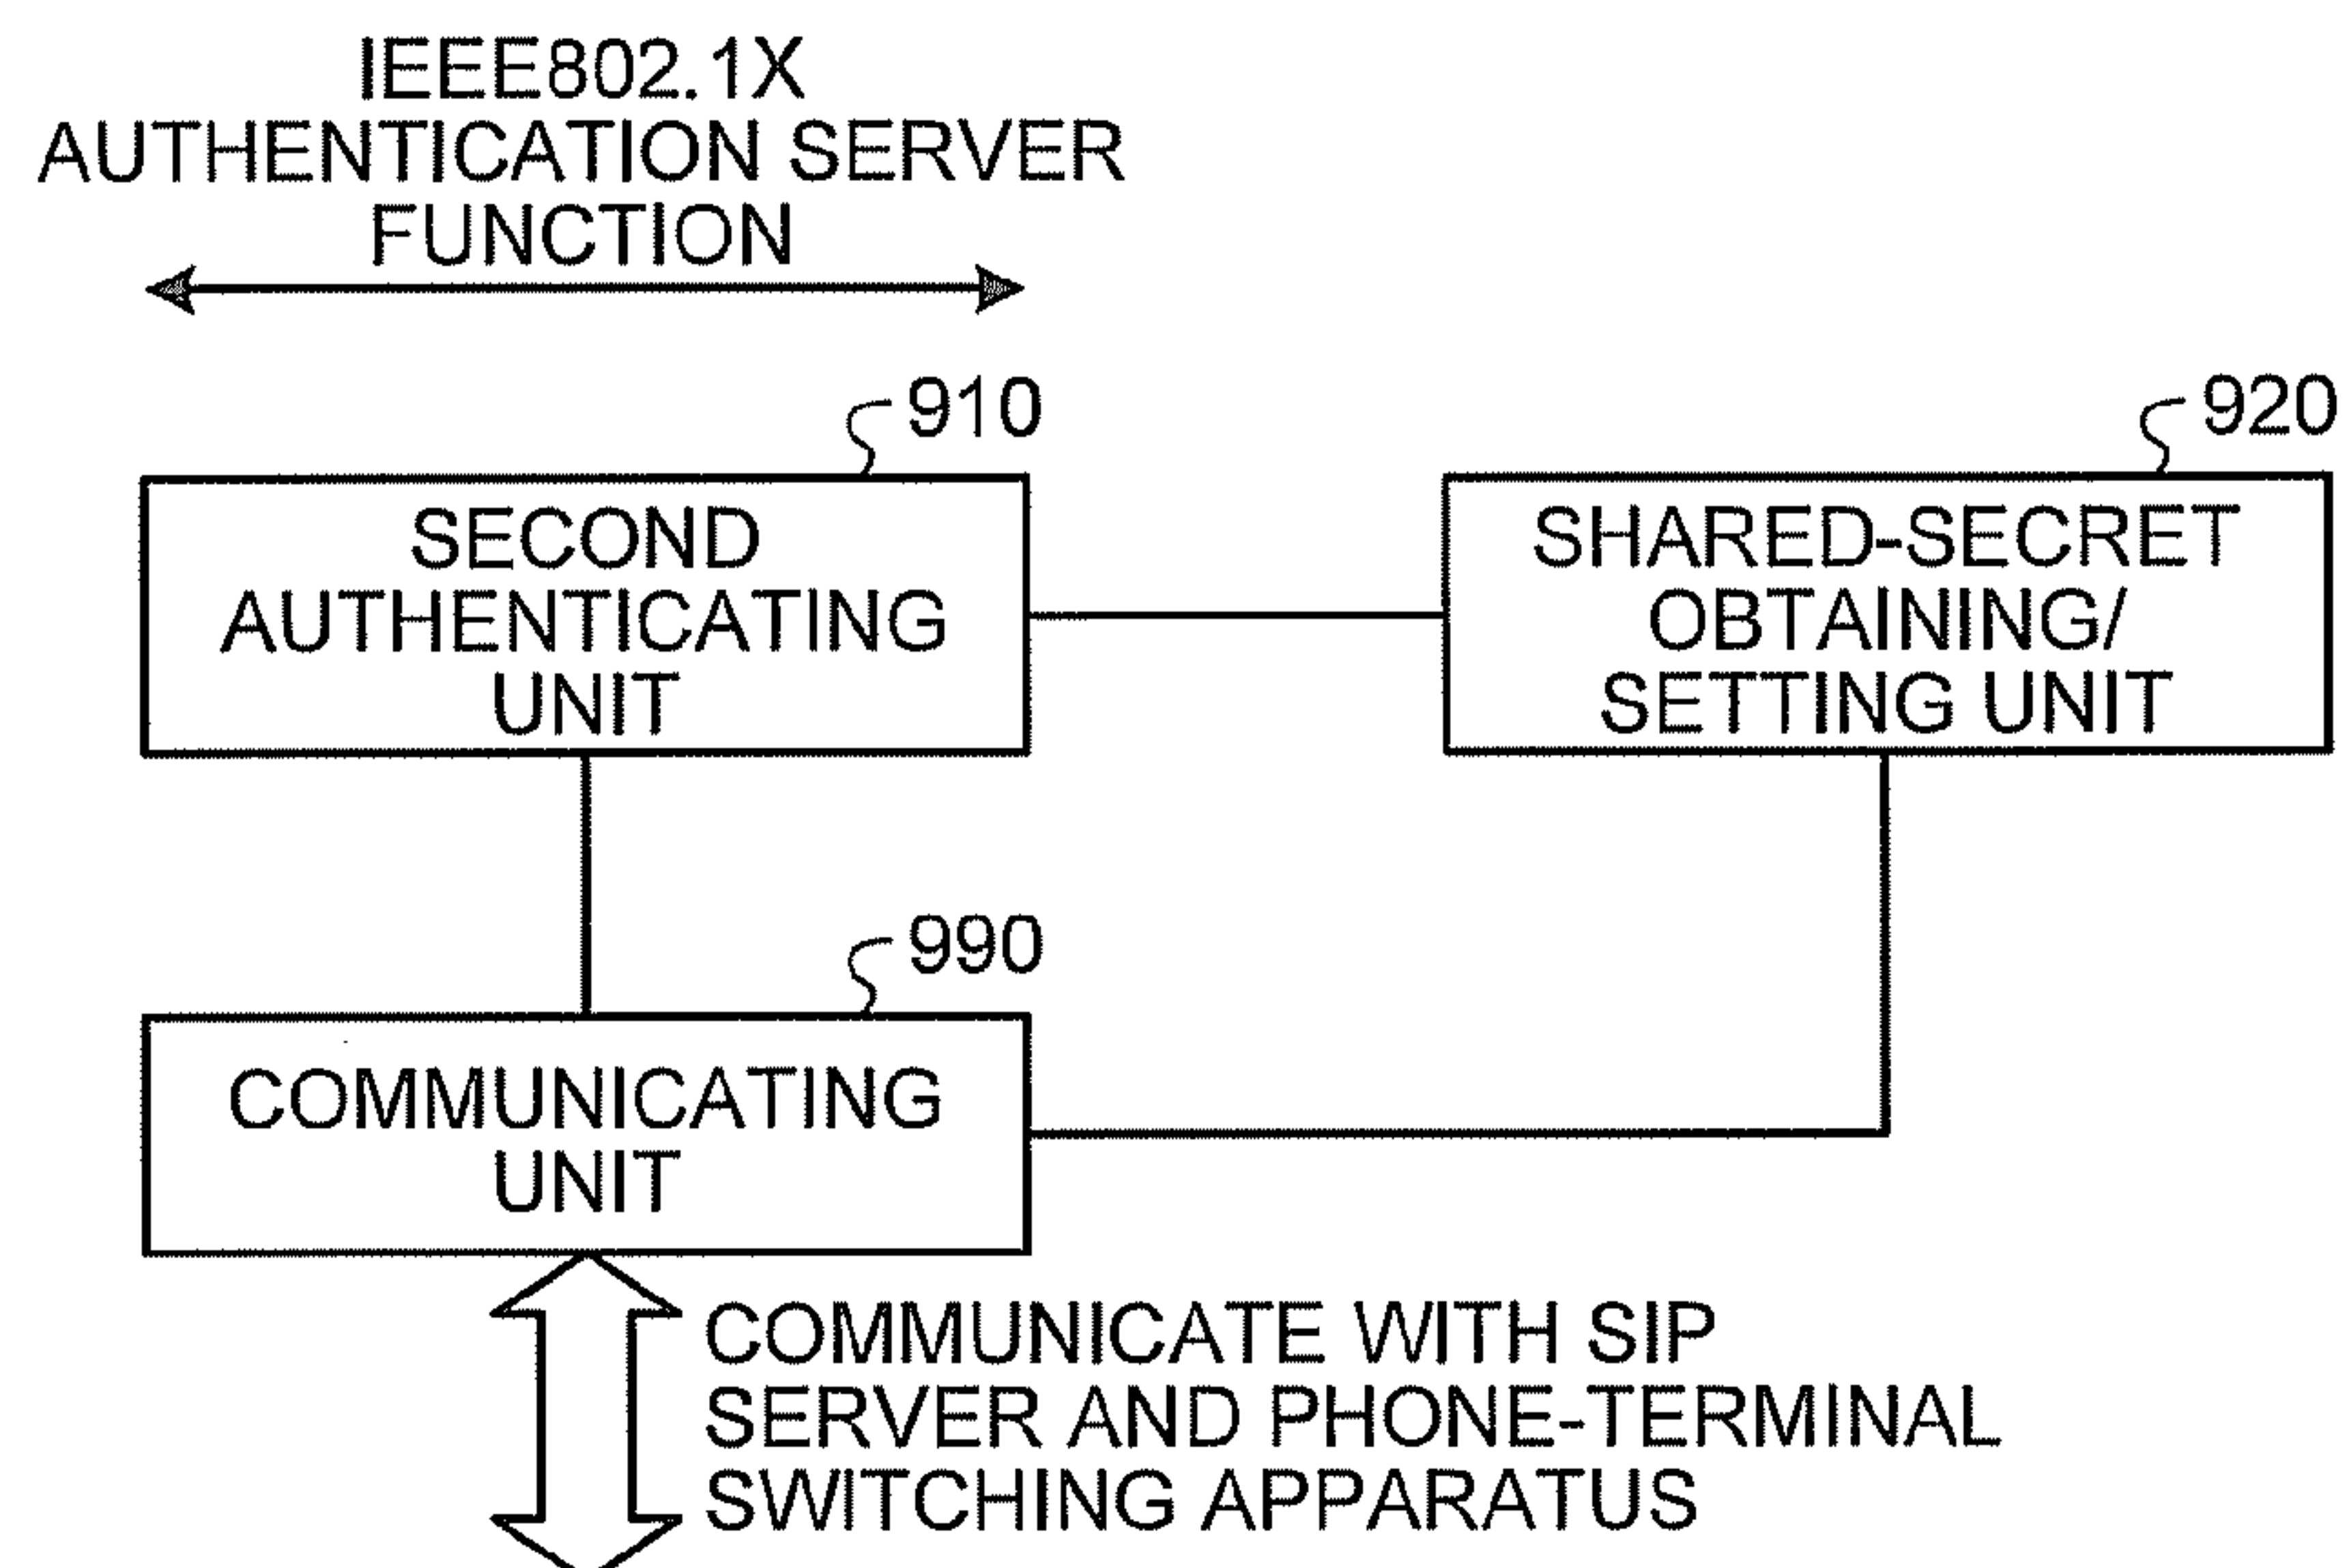 IEEE802.1X
AUTHENTICATION SERVER
FUNCTION
910
SECOND
AUTHENTICATING
UNIT
920
SHARED-SECRET
OBTAINING/
SETTING UNIT
990
COMMUNICATING
UNIT
COMMUNICATE WITH SIP
SERVER AND PHONE-TERMINAL
SWITCHING APPARATUS